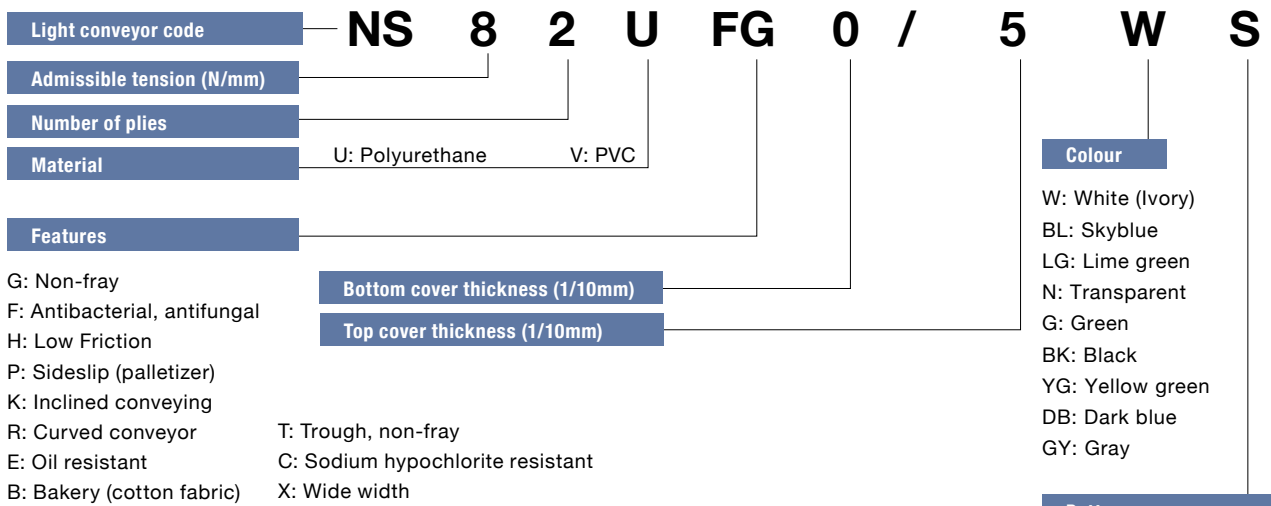 Light conveyor code NS 8 2 U FG 0 / 5 W S
Admissible tension (N/mm)
Number of plies
Material U: Polyurethane V: PVC
Colour
W: White (Ivory)
BL: Skyblue
LG: Lime green
N: Transparent
G: Green
BK: Black
YG: Yellow green
DB: Dark blue
GY: Gray
Features
G: Non-fray
F: Antibacterial, antifungal
H: Low Friction
P: Sideslip (palletizer)
K: Inclined conveying
R: Curved conveyor
E: Oil resistant
B: Bakery (cotton fabric)
T: Trough, non-fray
C: Sodium hypochlorite resistant
X: Wide width
Bottom cover thickness (1/10mm)
Top cover thickness (1/10mm)